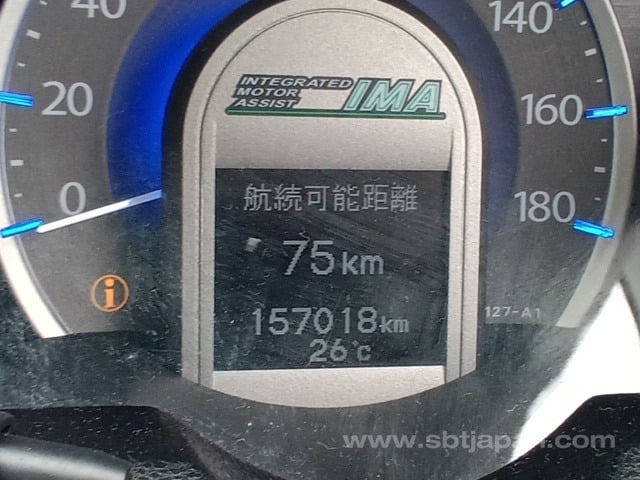 40
140
INTEGRATED
MOTOR
ASSIST
IMA
20
160
0
180
航続可能距離
75km
i
157018km
127-A1
26℃
www.sbtjapan.com